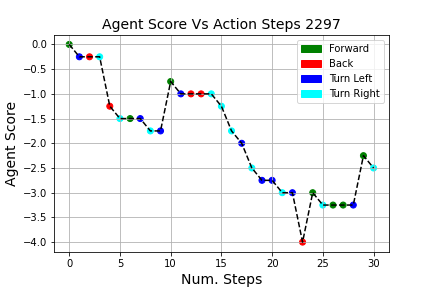 Agent Score Vs Action Steps 2297
Forward
Back
Turn Left
Turn Right
0.0
−0.5
−1.0
−1.5
−2.0
−2.5
−3.0
−3.5
−4.0
Agent Score
0 5 10 15 20 25 30
Num. Steps